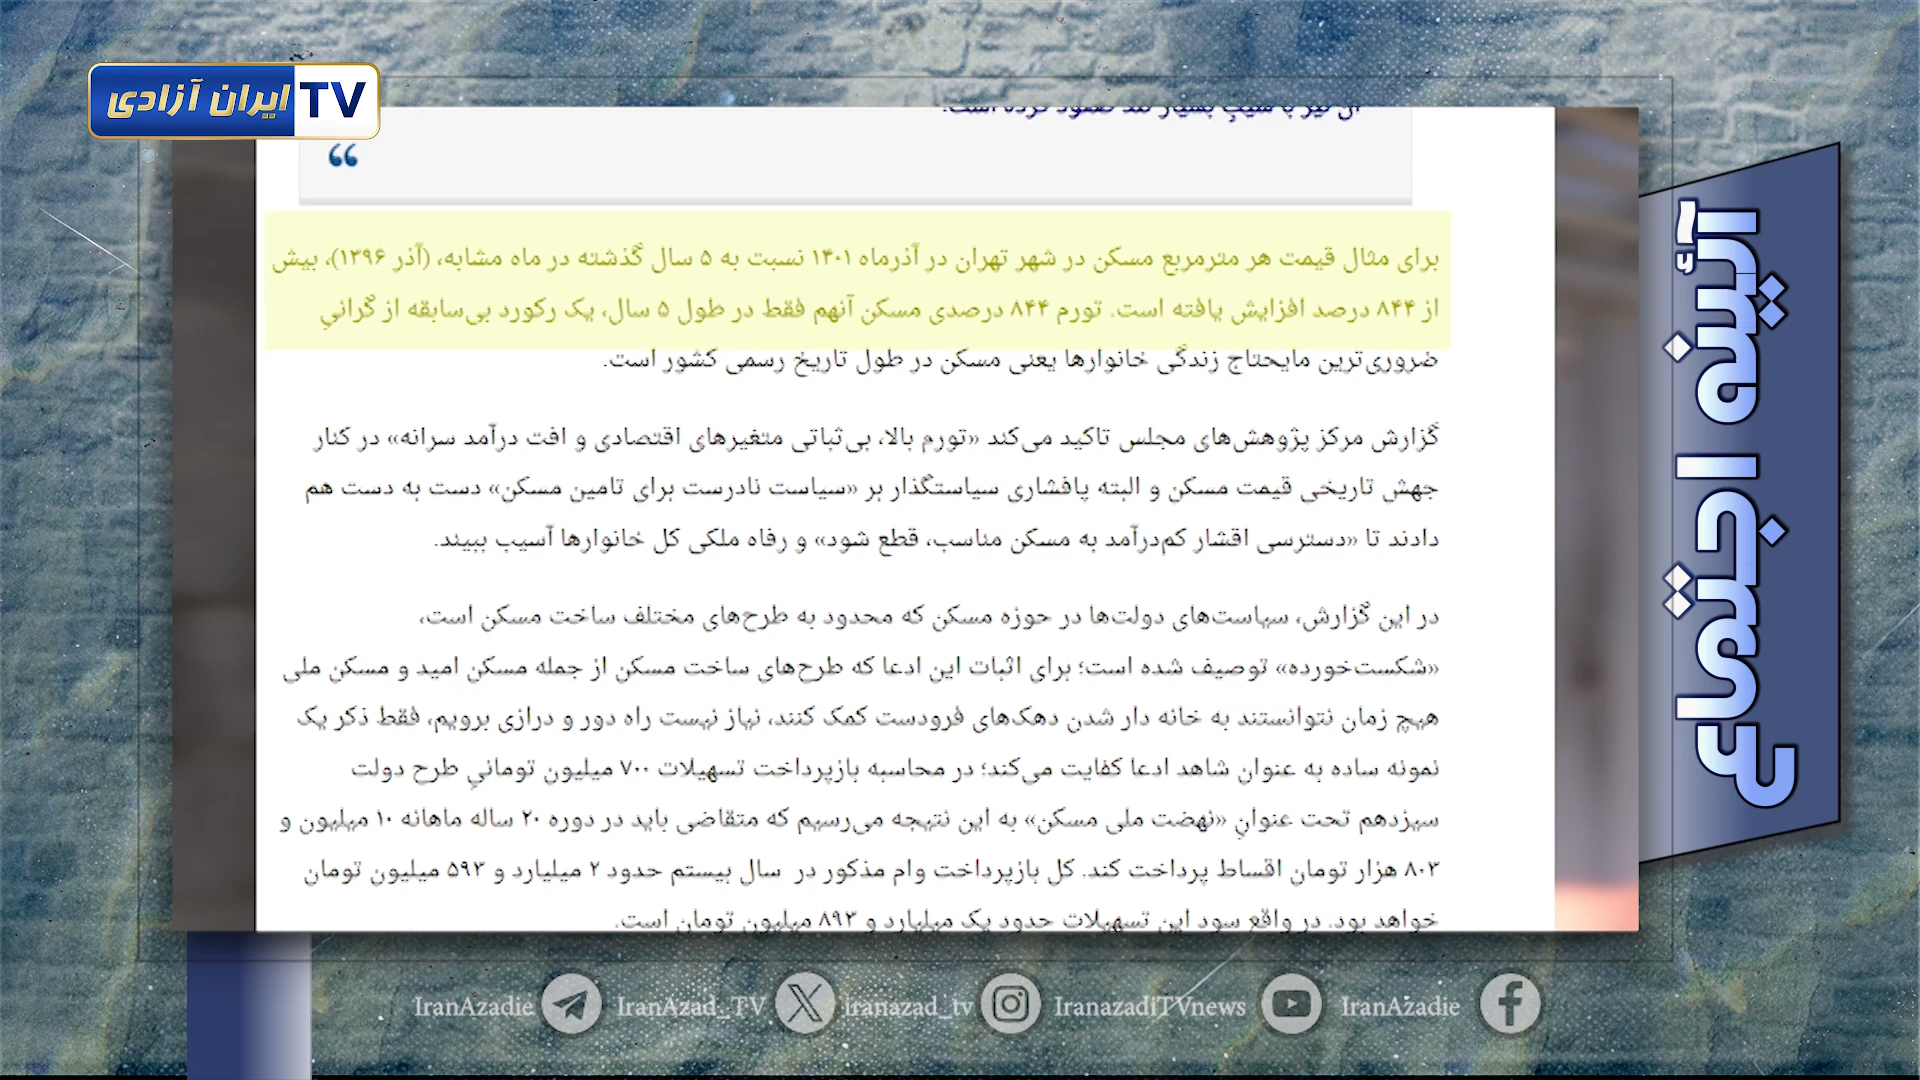 ایران آزادی TV
برای مثال قیمت هر مترمربع مسکن در شهر تهران در آذرماه ۱۴۰۱ نسبت به ۵ سال گذشته در ماه مشابه، (آذر ۱۳۹۶)، بیش
از ۸۴۴ درصد افزایش یافته است. تورم ۸۴۴ درصدی مسکن آنهم فقط در طول ۵ سال، یک رکورد بی‌سابقه از گرانیِ
ضروری‌ترین مایحتاج زندگی خانوارها یعنی مسکن در طول تاریخ رسمی کشور است.
گزارش مرکز پژوهش‌های مجلس تاکید می‌کند «تورم بالا، بی‌ثباتی متغیرهای اقتصادی و افت درآمد سرانه» در کنار
جهش تاریخی قیمت مسکن و البته پافشاری سیاستگذار بر «سیاست نادرست برای تامین مسکن» دست به دست هم
دادند تا «دسترسی اقشار کم‌درآمد به مسکن مناسب، قطع شود» و رفاه ملکی کل خانوارها آسیب ببیند.
در این گزارش، سیاست‌های دولت‌ها در حوزه مسکن که محدود به طرح‌های مختلف ساخت مسکن است،
«شکست‌خورده» توصیف شده است؛ برای اثبات این ادعا که طرح‌های ساخت مسکن از جمله مسکن امید و مسکن ملی
هیچ زمان نتوانستند به خانه دار شدن دهک‌های فرودست کمک کنند، نیاز نیست راه دور و درازی برویم، فقط ذکر یک
نمونه ساده به عنوان شاهد ادعا کفایت می‌کند؛ در محاسبه بازپرداخت تسهیلات ۷۰۰ میلیون تومانیِ طرح دولت
سیزدهم تحت عنوانِ «نهضت ملی مسکن» به این نتیجه می‌رسیم که متقاضی باید در دوره ۲۰ ساله ماهانه ۱۰ میلیون و
۸۰۳ هزار تومان اقساط پرداخت کند. کل بازپرداخت وام مذکور در سال بیستم حدود ۲ میلیارد و ۵۹۳ میلیون تومان
خواهد بود. در واقع سود این تسهیلات حدود یک میلیارد و ۸۹۳ میلیون تومان است.
آئینه اجتماع
IranAzadie IranAzad_TV iranazad_tv IranazadiTVnews IranAzadie